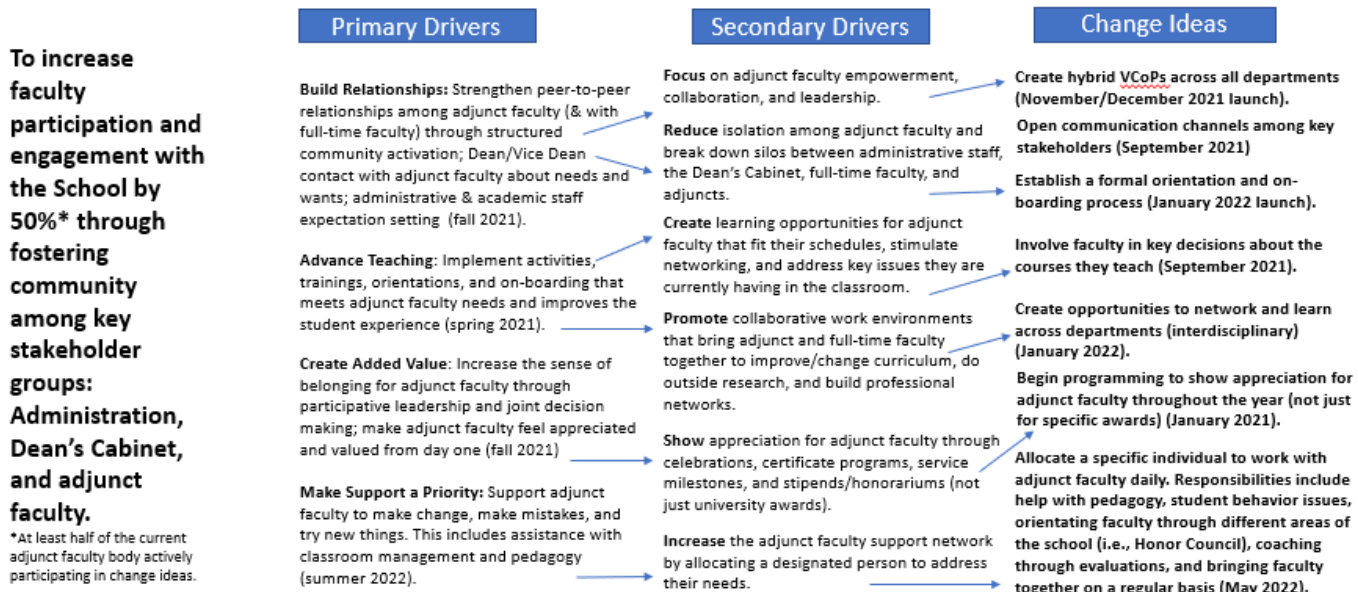 To increase
faculty
participation and
engagement with
the School by
50%* through
fostering
community
among key
stakeholder
groups:
Administration,
Dean's Cabinet,
and adjunct
faculty.
*At least half of the current
adjunct faculty body actively
participating in change ideas.
Primary Drivers
Build Relationships: Strengthen peer-to-peer
relationships among adjunct faculty (& with
full-time faculty) through structured
community activation; Dean/Vice Dean
contact with adjunct faculty about needs and
wants; administrative & academic staff
expectation setting (fall 2021).
Advance Teaching: Implement activities,
trainings, orientations, and on-boarding that
meets adjunct faculty needs and improves the
student experience (spring 2021).
Create Added Value: Increase the sense of
belonging for adjunct faculty through
participative leadership and joint decision
making; make adjunct faculty feel appreciated
and valued from day one (fall 2021)
Make Support a Priority: Support adjunct
faculty to make change, make mistakes, and
try new things. This includes assistance with
classroom management and pedagogy
(summer 2022).
Secondary Drivers
Focus on adjunct faculty empowerment,
collaboration, and leadership.
Reduce isolation among adjunct faculty and
break down silos between administrative staff,
the Dean's Cabinet, full-time faculty, and
adjuncts.
Create learning opportunities for adjunct
faculty that fit their schedules, stimulate
networking, and address key issues they are
currently having in the classroom.
Promote collaborative work environments
that bring adjunct and full-time faculty
together to improve/change curriculum, do
outside research, and build professional
networks.
Show appreciation for adjunct faculty through
celebrations, certificate programs, service
milestones, and stipends/honorariums (not
just university awards).
Increase the adjunct faculty support network
by allocating a designated person to address
their needs.
Change Ideas
Create hybrid VCoPs across all departments
(November/December 2021 launch).
Open communication channels among key
stakeholders (September 2021)
Establish a formal orientation and on-
boarding process (January 2022 launch).
Involve faculty in key decisions about the
courses they teach (September 2021).
Create opportunities to network and learn
across departments (interdisciplinary)
(January 2022).
Begin programming to show appreciation for
adjunct faculty throughout the year (not just
for specific awards) (January 2021).
Allocate a specific individual to work with
adjunct faculty daily. Responsibilities include
help with pedagogy, student behavior issues,
orientating faculty through different areas of
the school (i.e., Honor Council), coaching
through evaluations, and bringing faculty
together on a regular basis (May 2022).